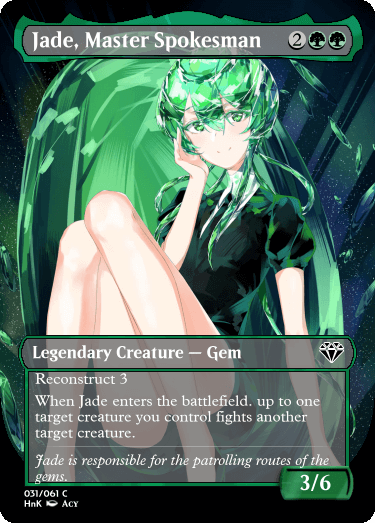 Jade, Master Spokesman 2
Legendary Creature — Gem
Reconstruct 3
When Jade enters the battlefield. up to one
target creature you control fights another
target creature.
Jade is responsible for the patrolling routes of the
gems.
3/6
031/061 C
HnK ACY